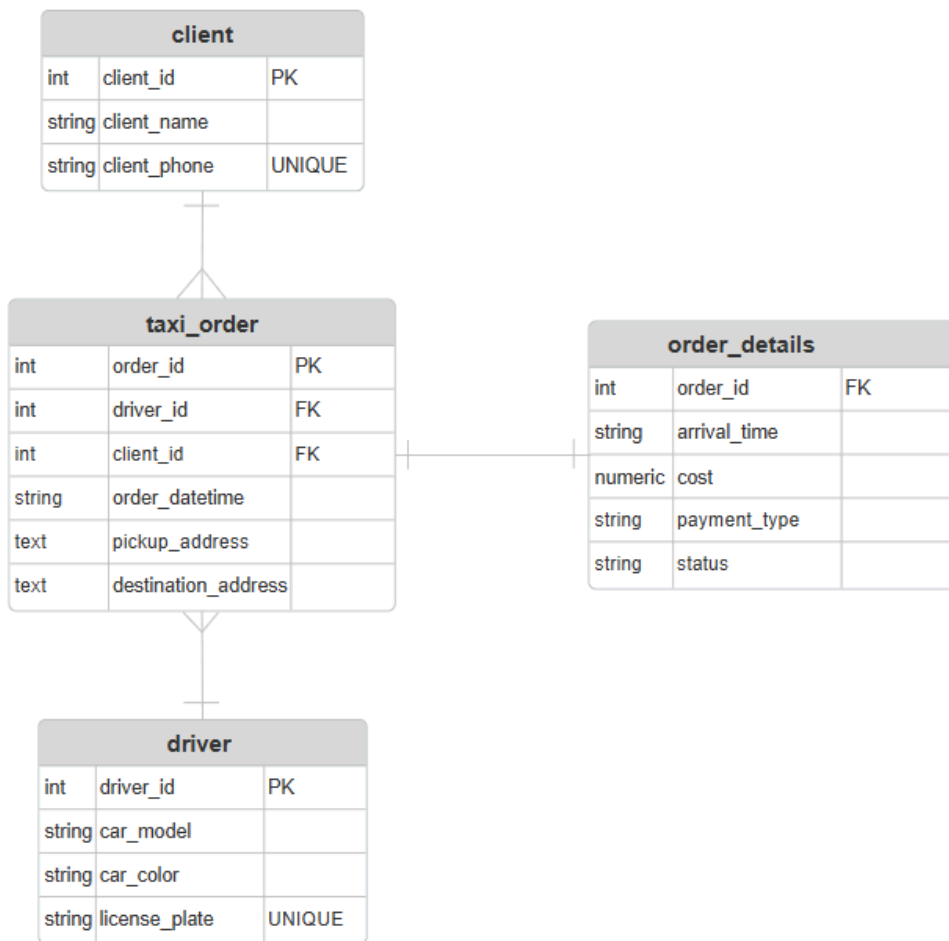 client
int client_id PK
string client_name
string client_phone UNIQUE
taxi_order
int order_id PK
int driver_id FK
int client_id FK
string order_datetime
text pickup_address
text destination_address
order_details
int order_id FK
string arrival_time
numeric cost
string payment_type
string status
driver
int driver_id PK
string car_model
string car_color
string license_plate UNIQUE